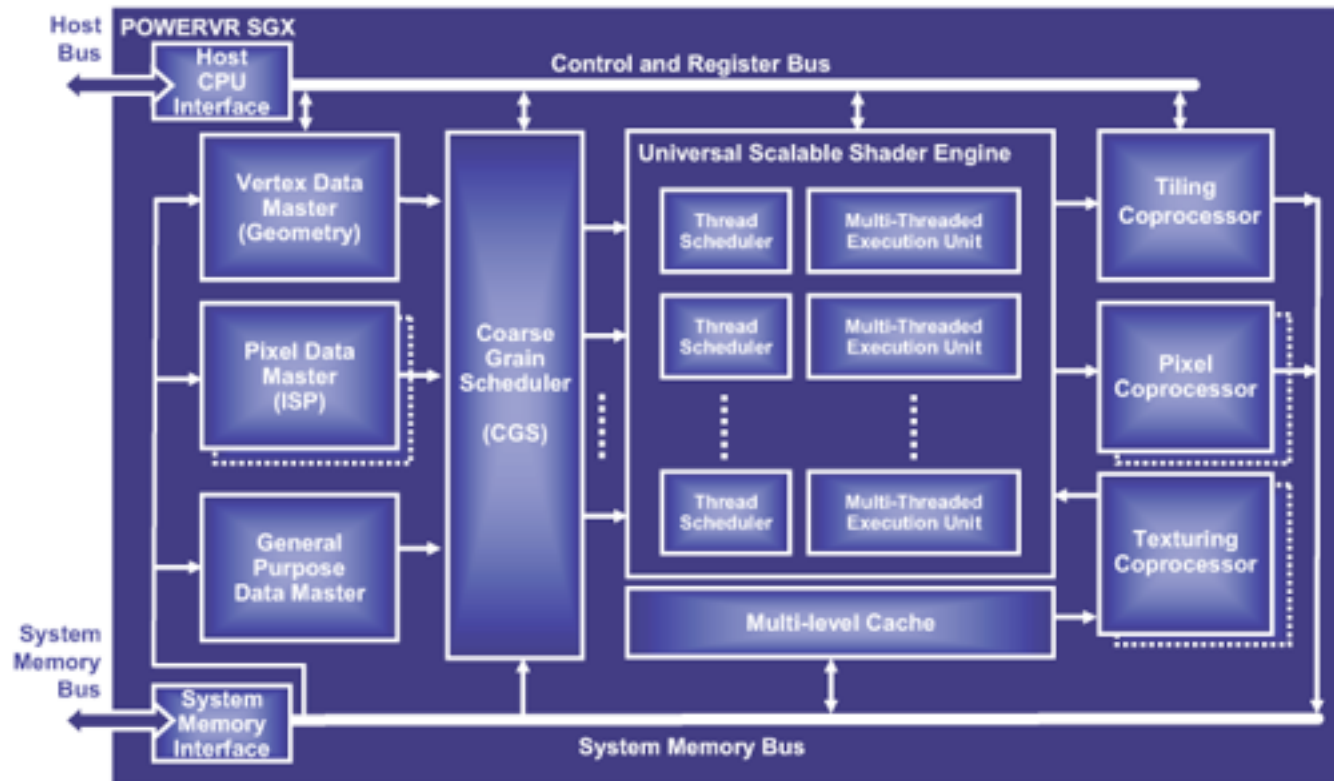 Host
Bus
POWERVR SGX
Host
CPU
Interface
Control and Register Bus
Vertex Data
Master
(Geometry)
Pixel Data
Master
(ISP)
General
Purpose
Data Master
Coarse
Grain
Scheduler
(CGS)
Universal Scalable Shader Engine
Thread
Scheduler
Multi-Threaded
Execution Unit
Thread
Scheduler
Multi-Threaded
Execution Unit
Thread
Scheduler
Multi-Threaded
Execution Unit
Multi-level Cache
Tiling
Coprocessor
Pixel
Coprocessor
Texturing
Coprocessor
System
Memory
Bus
System
Memory
Interface
System Memory Bus